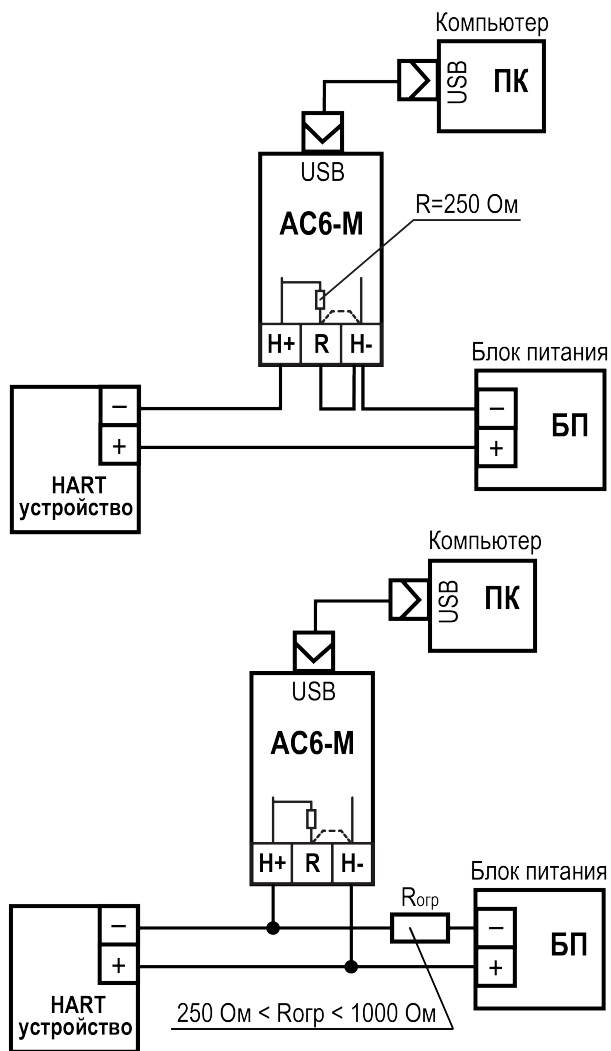 Компьютер
USB
ПК
USB
АС6-М
R=250 Ом
H+ R H-
Блок питания
−
+
HART
устройство
−
+
БП
Компьютер
USB
ПК
USB
АС6-М
H+ R H-
Rогр
Блок питания
−
+
HART
устройство
−
+
БП
250 Ом < Rогр < 1000 Ом